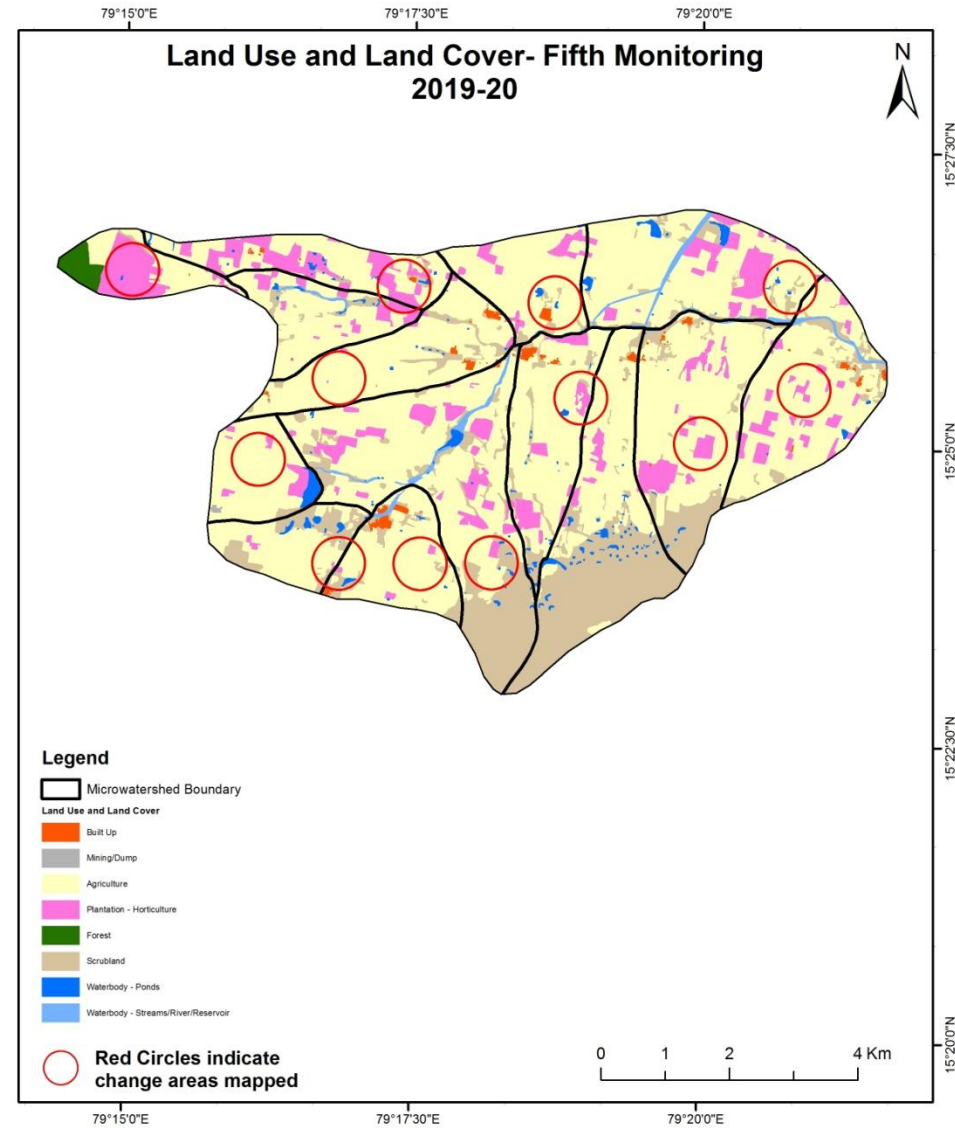 79°15'0"E 79°17'30"E 79°20'0"E
Land Use and Land Cover- Fifth Monitoring
2019-20
N
15°27'30"N
15°25'0"N
15°22'30"N
15°20'0"N
Legend
Microwatershed Boundary
Land Use and Land Cover
Built Up
Mining/Dump
Agriculture
Plantation - Horticulture
Forest
Scrubland
Waterbody - Ponds
Waterbody - Streams/River/Reservoir
Red Circles indicate
change areas mapped
0 1 2 4 Km
79°15'0"E 79°17'30"E 79°20'0"E